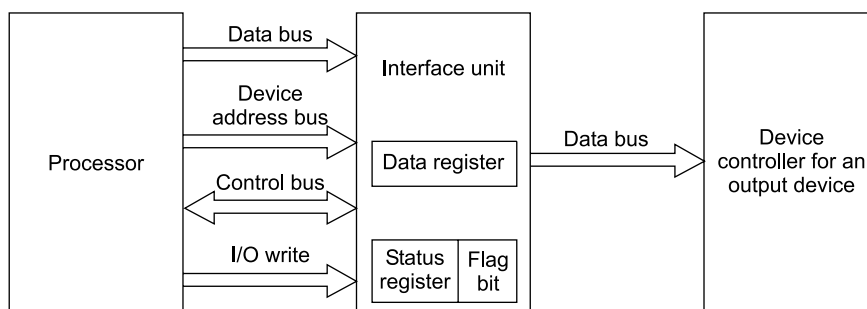 Processor
Data bus
Device
address bus
Control bus
I/O write
Interface unit
Data register
Status
register
Flag
bit
Data bus
Device
controller for an
output device